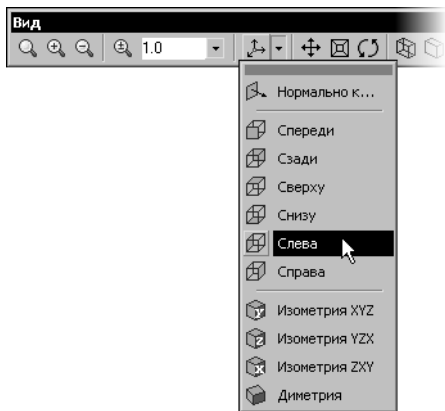 Вид
1.0
Нормально к...
Спереди
Сзади
Сверху
Снизу
Слева
Справа
Изометрия XYZ
Изометрия YZX
Изометрия ZXY
Диметрия